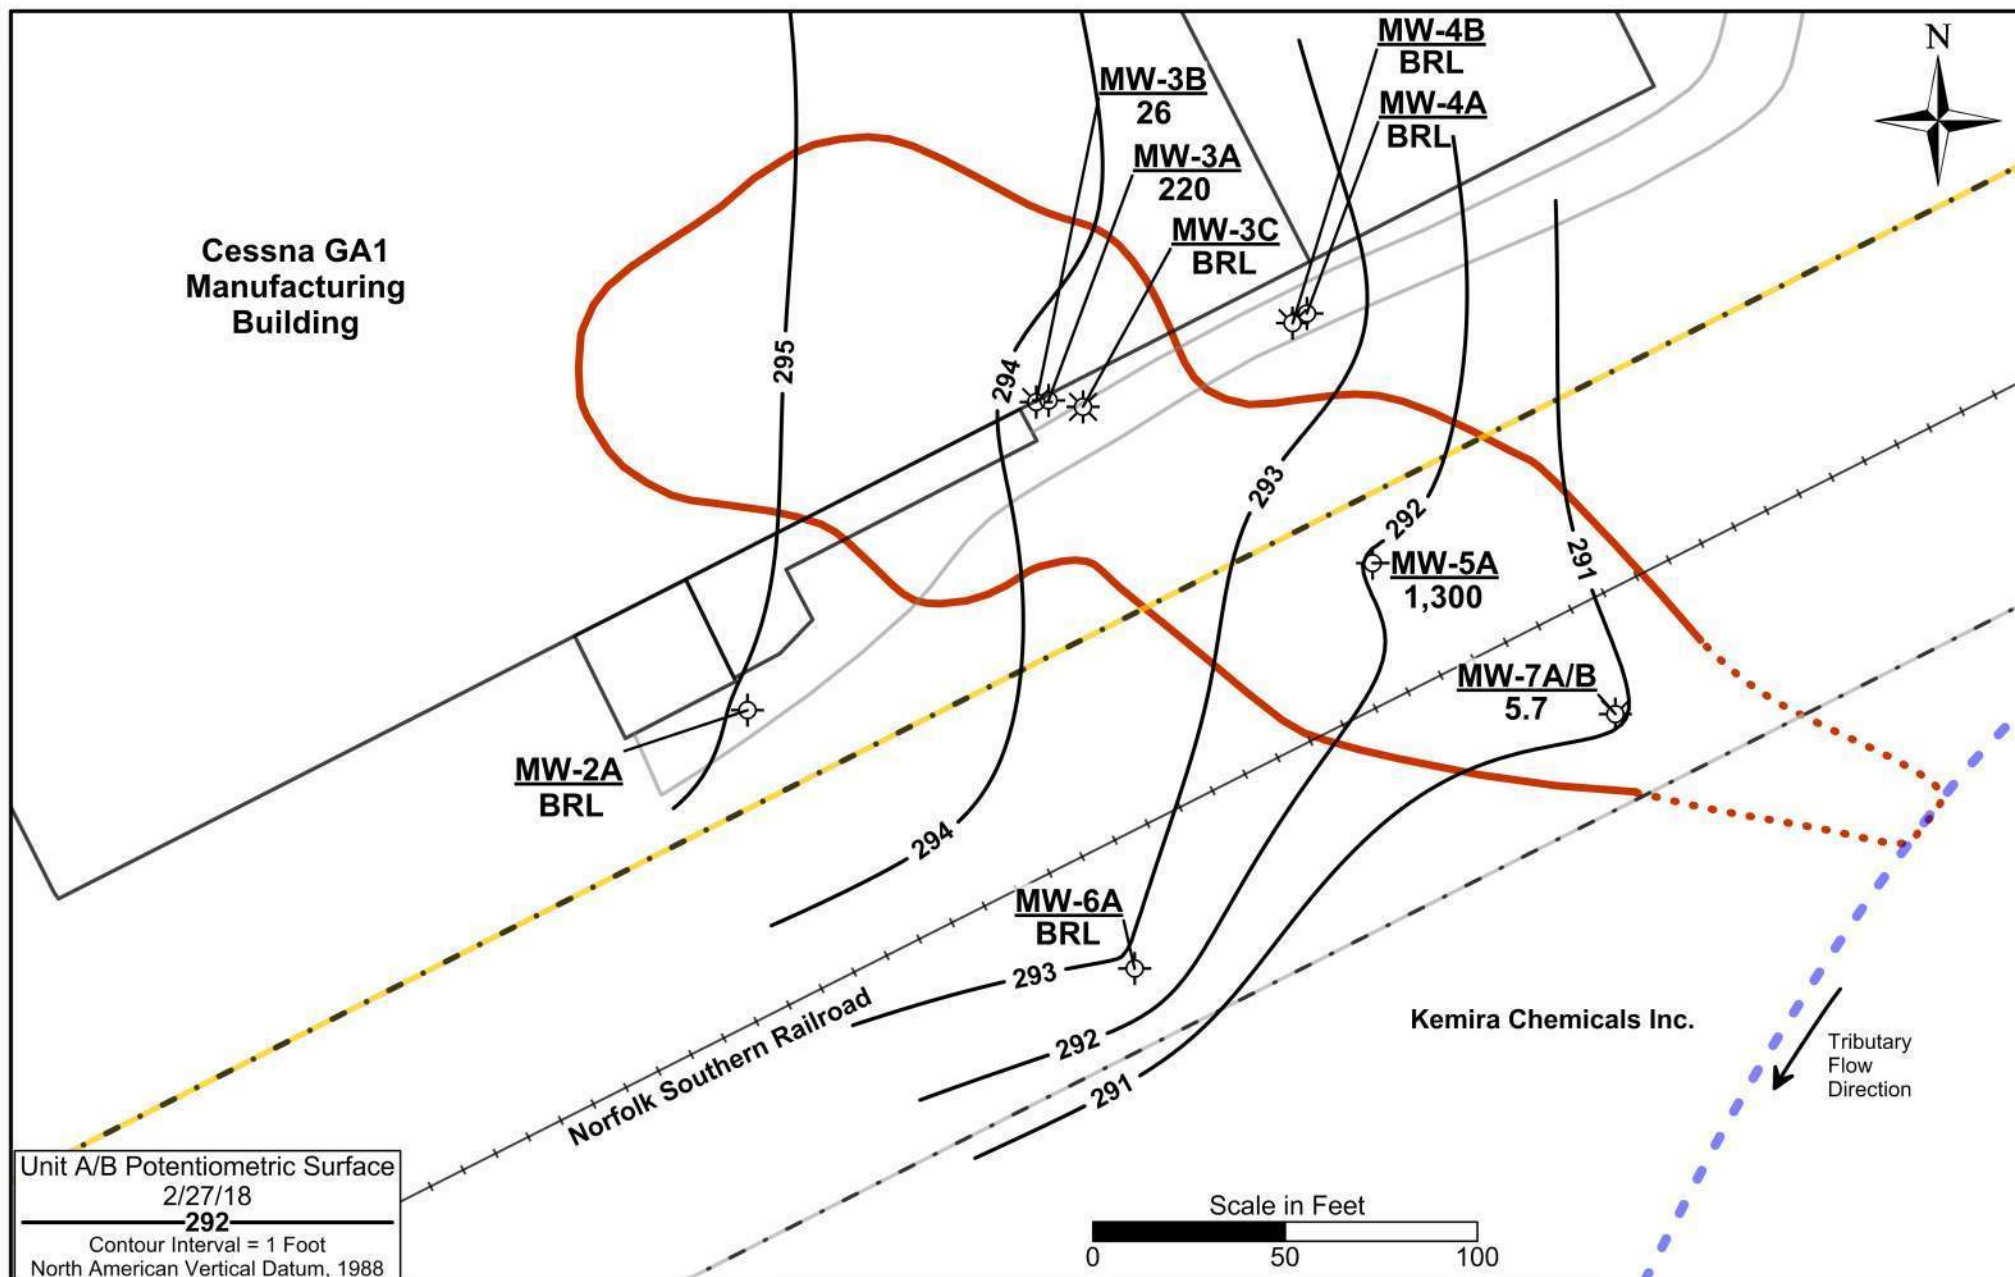 N
MW-4B
BRL
MW-4A
BRL
MW-3B
26
MW-3A
220
MW-3C
BRL
Cessna GA1
Manufacturing
Building
295
294
293
292
291
MW-5A
1,300
MW-7A/B
5.7
MW-2A
BRL
294
MW-6A
BRL
293
292
291
Norfolk Southern Railroad
Kemira Chemicals Inc.
Tributary
Flow
Direction
Unit A/B Potentiometric Surface
2/27/18
292
Contour Interval = 1 Foot
North American Vertical Datum, 1988
Scale in Feet
0 50 100